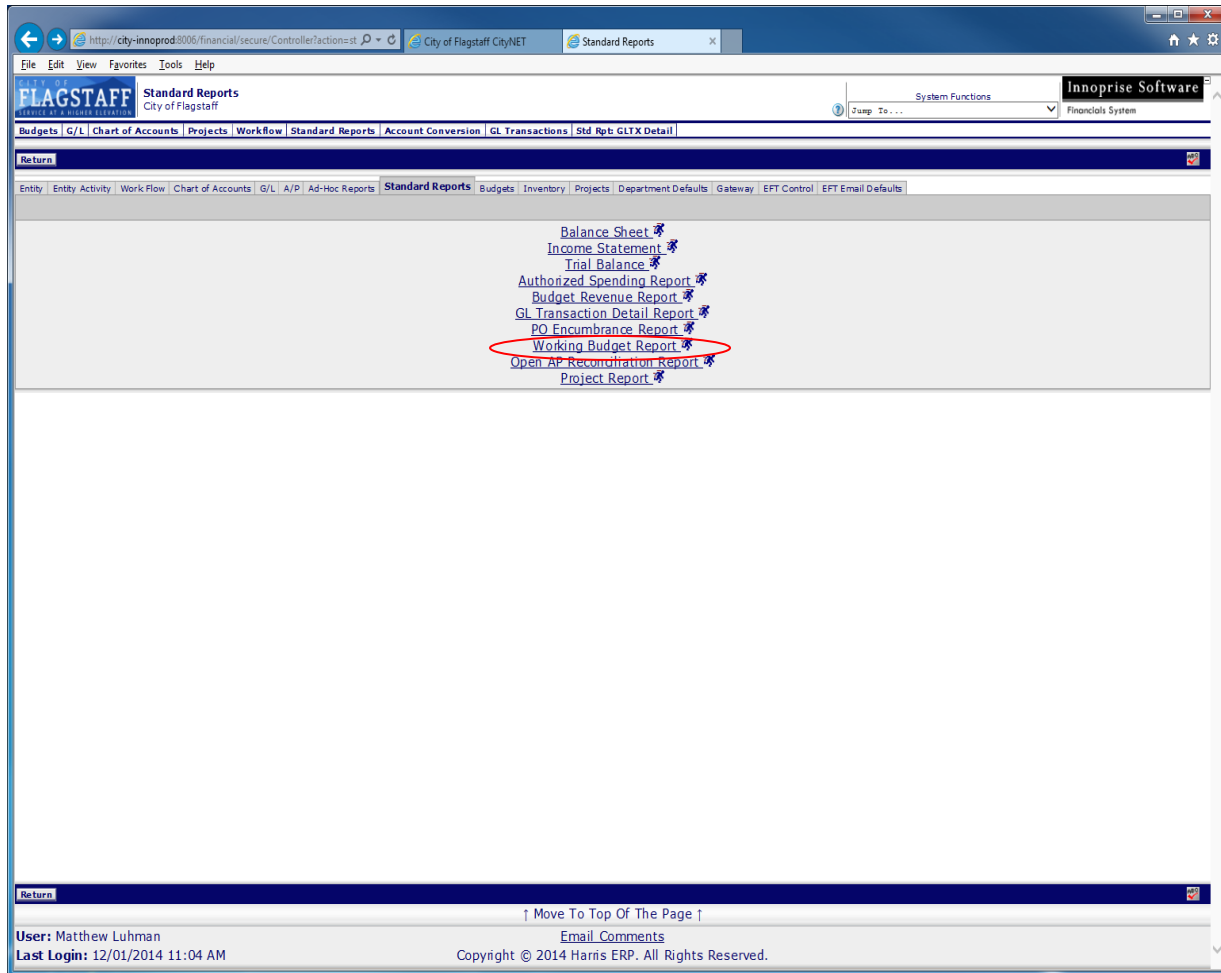 http://city-innoprod:8006/financial/secure/Controller?action=st
City of Flagstaff CityNET
Standard Reports
File Edit View Favorites Tools Help
CITY OF
FLAGSTAFF
SERVICE AT A HIGHER ELEVATION
Standard Reports
City of Flagstaff
System Functions
Jump To...
Innoprise Software
Financials System
Budgets G/L Chart of Accounts Projects Workflow Standard Reports Account Conversion GL Transactions Std Rpt: GLTX Detail
Return
Entity Entity Activity Work Flow Chart of Accounts G/L A/P Ad-Hoc Reports Standard Reports Budgets Inventory Projects Department Defaults Gateway EFT Control EFT Email Defaults
Balance Sheet
Income Statement
Trial Balance
Authorized Spending Report
Budget Revenue Report
GL Transaction Detail Report
PO Encumbrance Report
Working Budget Report
Open AP Reconciliation Report
Project Report
Return
↑ Move To Top Of The Page ↑
User: Matthew Luhman
Email Comments
Last Login: 12/01/2014 11:04 AM
Copyright © 2014 Harris ERP. All Rights Reserved.